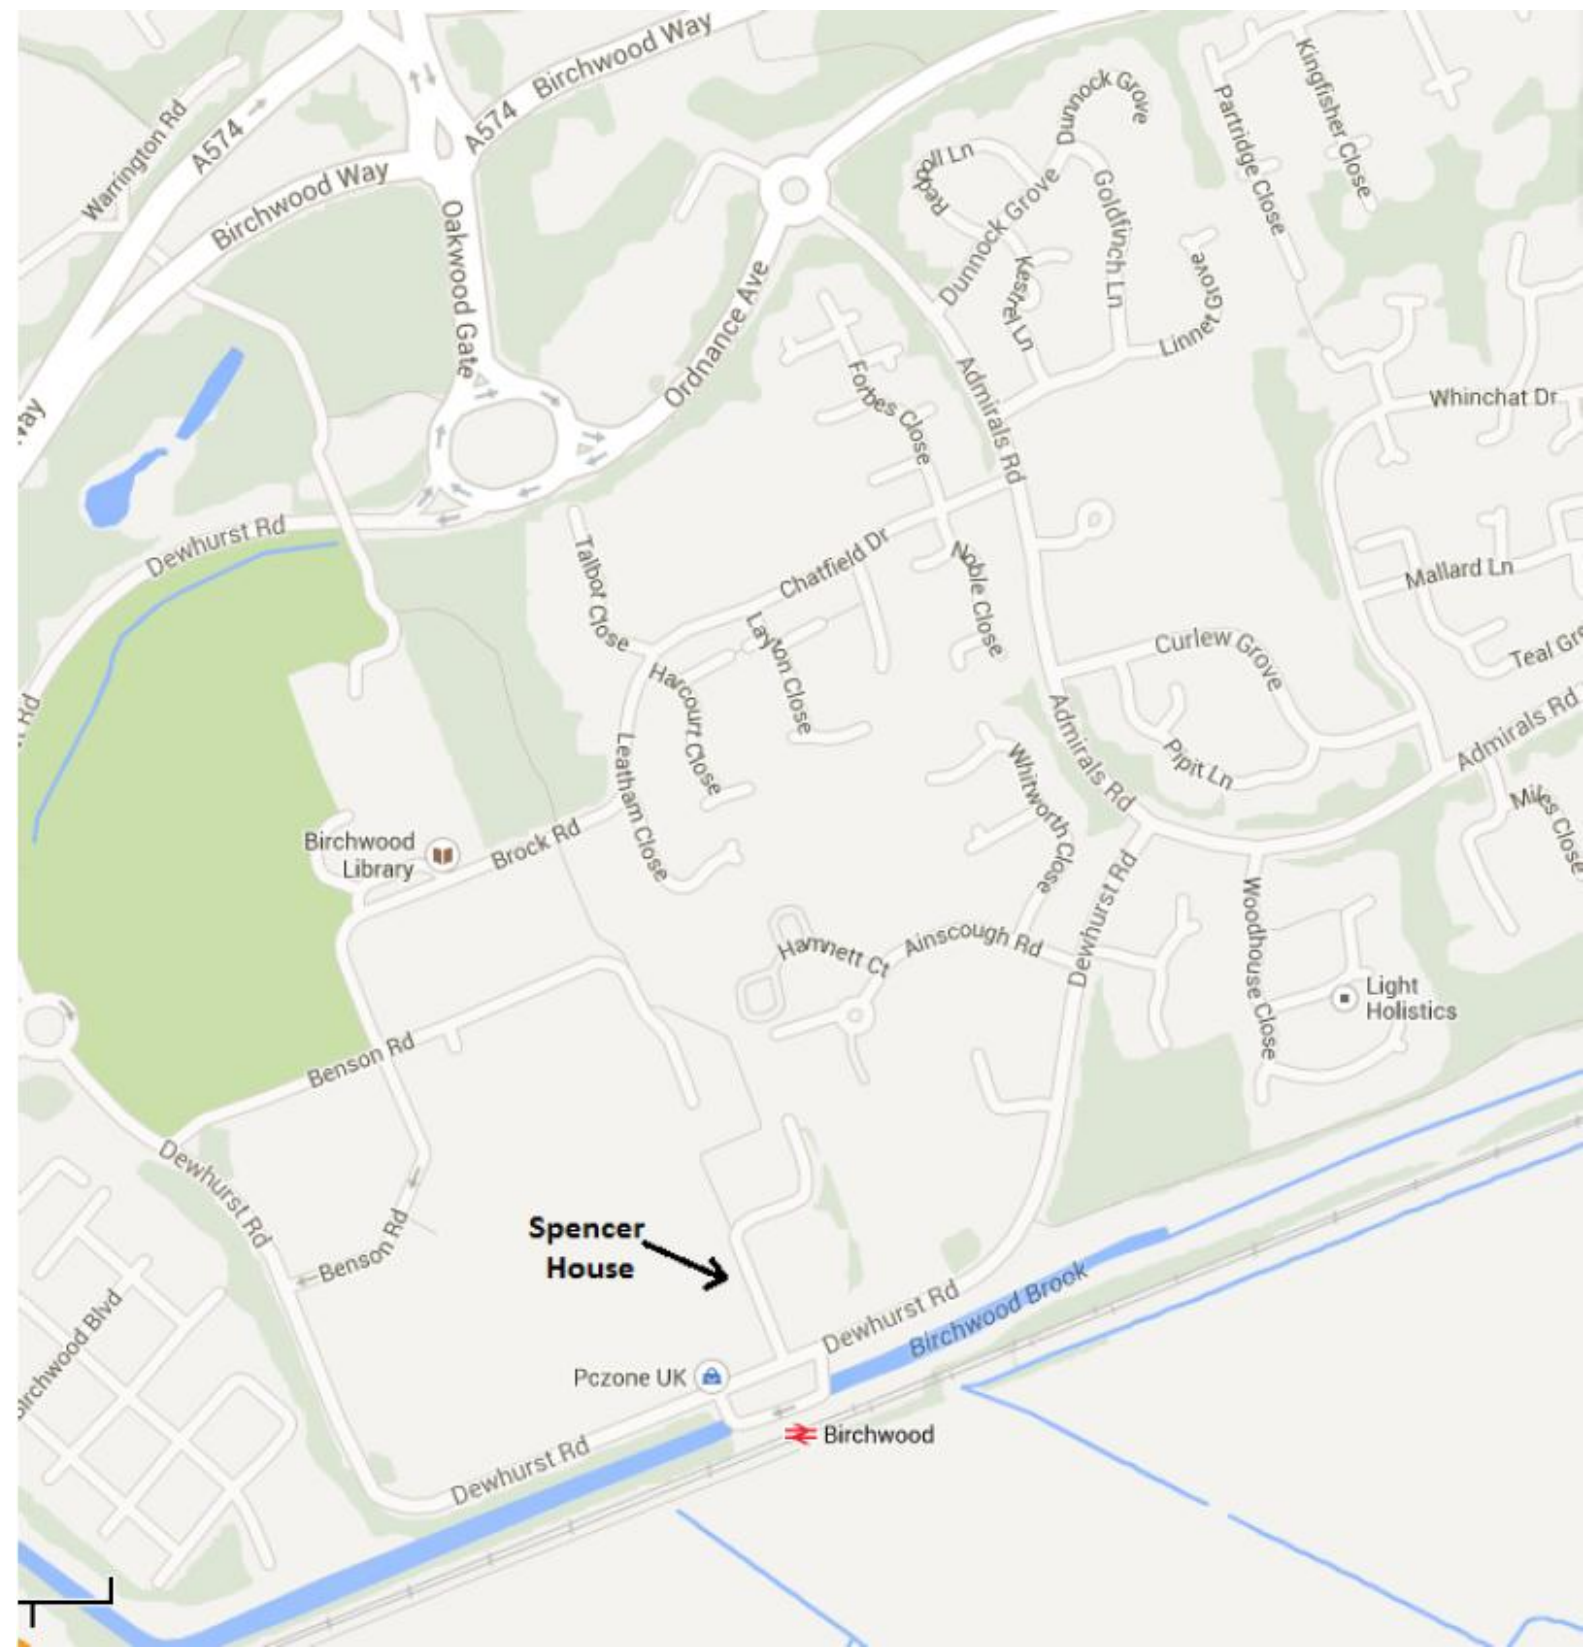 Birchwood Way
A574
Warrington Rd
A574
Birchwood Way
Oakwood Gate
Ordnance Ave
Dunnock Grove
Redpoll Ln
Dunnock Grove
Goldfinch Ln
Kestrel Ln
Linnet Grove
Partridge Close
Kingfisher Close
Way
Forbes Close
Admirals Rd
Whinchat Dr
Dewhurst Rd
Talbot Close
Chatfield Dr
Noble Close
Mallard Ln
Layton Close
Harcourt Close
Curlew Grove
Teal Gr
Rd
Leatham Close
Admirals Rd
Pipit Ln
Admirals Rd
Whitworth Close
Miles Close
Birchwood
Library
Brock Rd
Dewhurst Rd
Woodhouse Close
Hamnett Ct
Ainscough Rd
Light
Holistics
Benson Rd
Dewhurst Rd
Spencer
House
Benson Rd
Birchwood Blvd
Dewhurst Rd
Birchwood Brook
Pczone UK
Birchwood
Dewhurst Rd